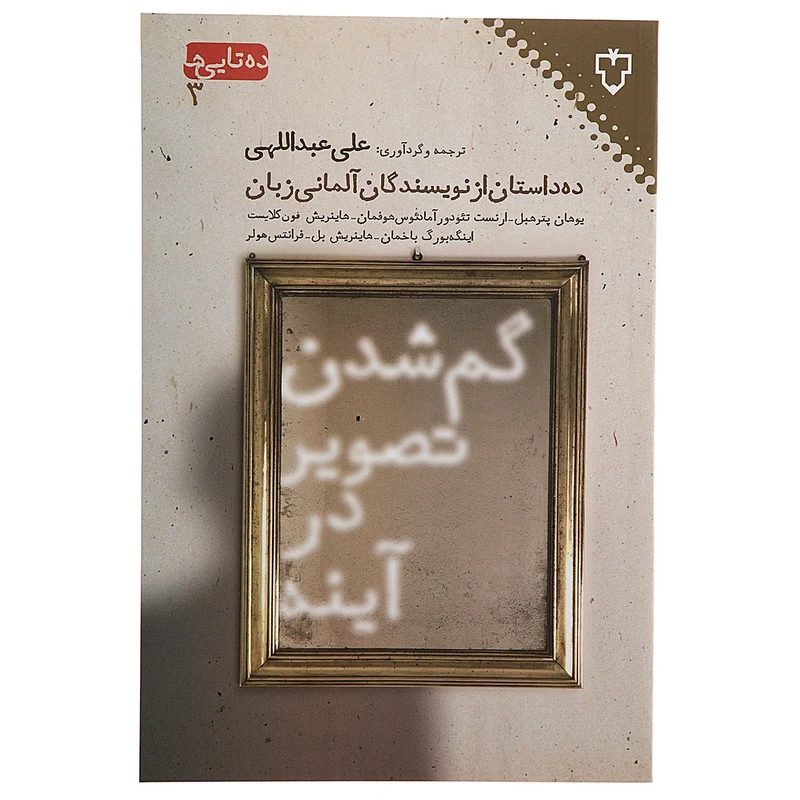 ده‌تایی‌ها
۳
ترجمه و گردآوری: علی عبداللهی
ده داستان از نویسندگان آلمانی زبان
یوهان پتر هبل - ارنست تئودور آمادئوس هوفمان - هاینریش فون کلایست
اینگه بورگ باخمان - هاینریش بل - فرانتس هولر
گم شدن
تصویر
در
آینه